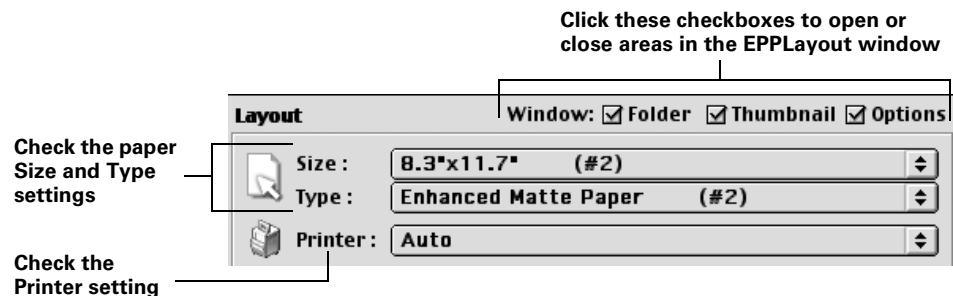 Click these checkboxes to open or
close areas in the EPPLayout window
Layout
Window: Folder Thumbnail Options
Check the paper
Size and Type
settings
Size : 8.3"x11.7" (#2)
Type : Enhanced Matte Paper (#2)
Printer : Auto
Check the
Printer setting